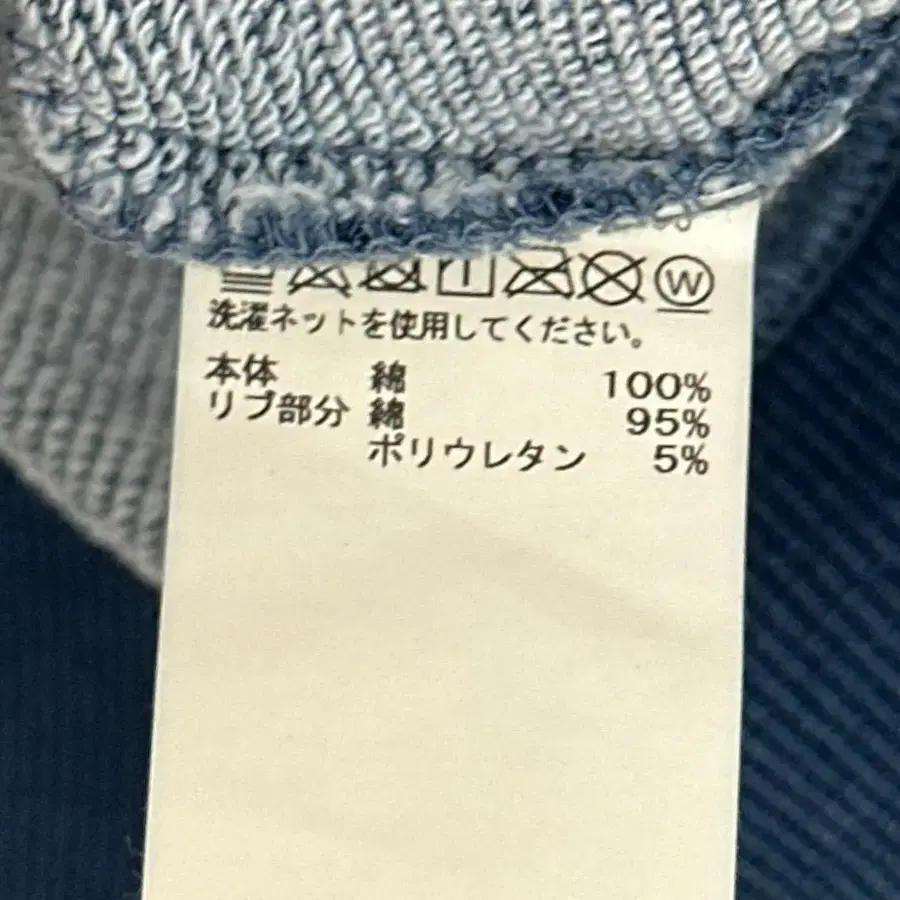 W
洗濯ネットを使用してください。
本体 綿 100%
リブ部分 綿 95%
ポリウレタン 5%